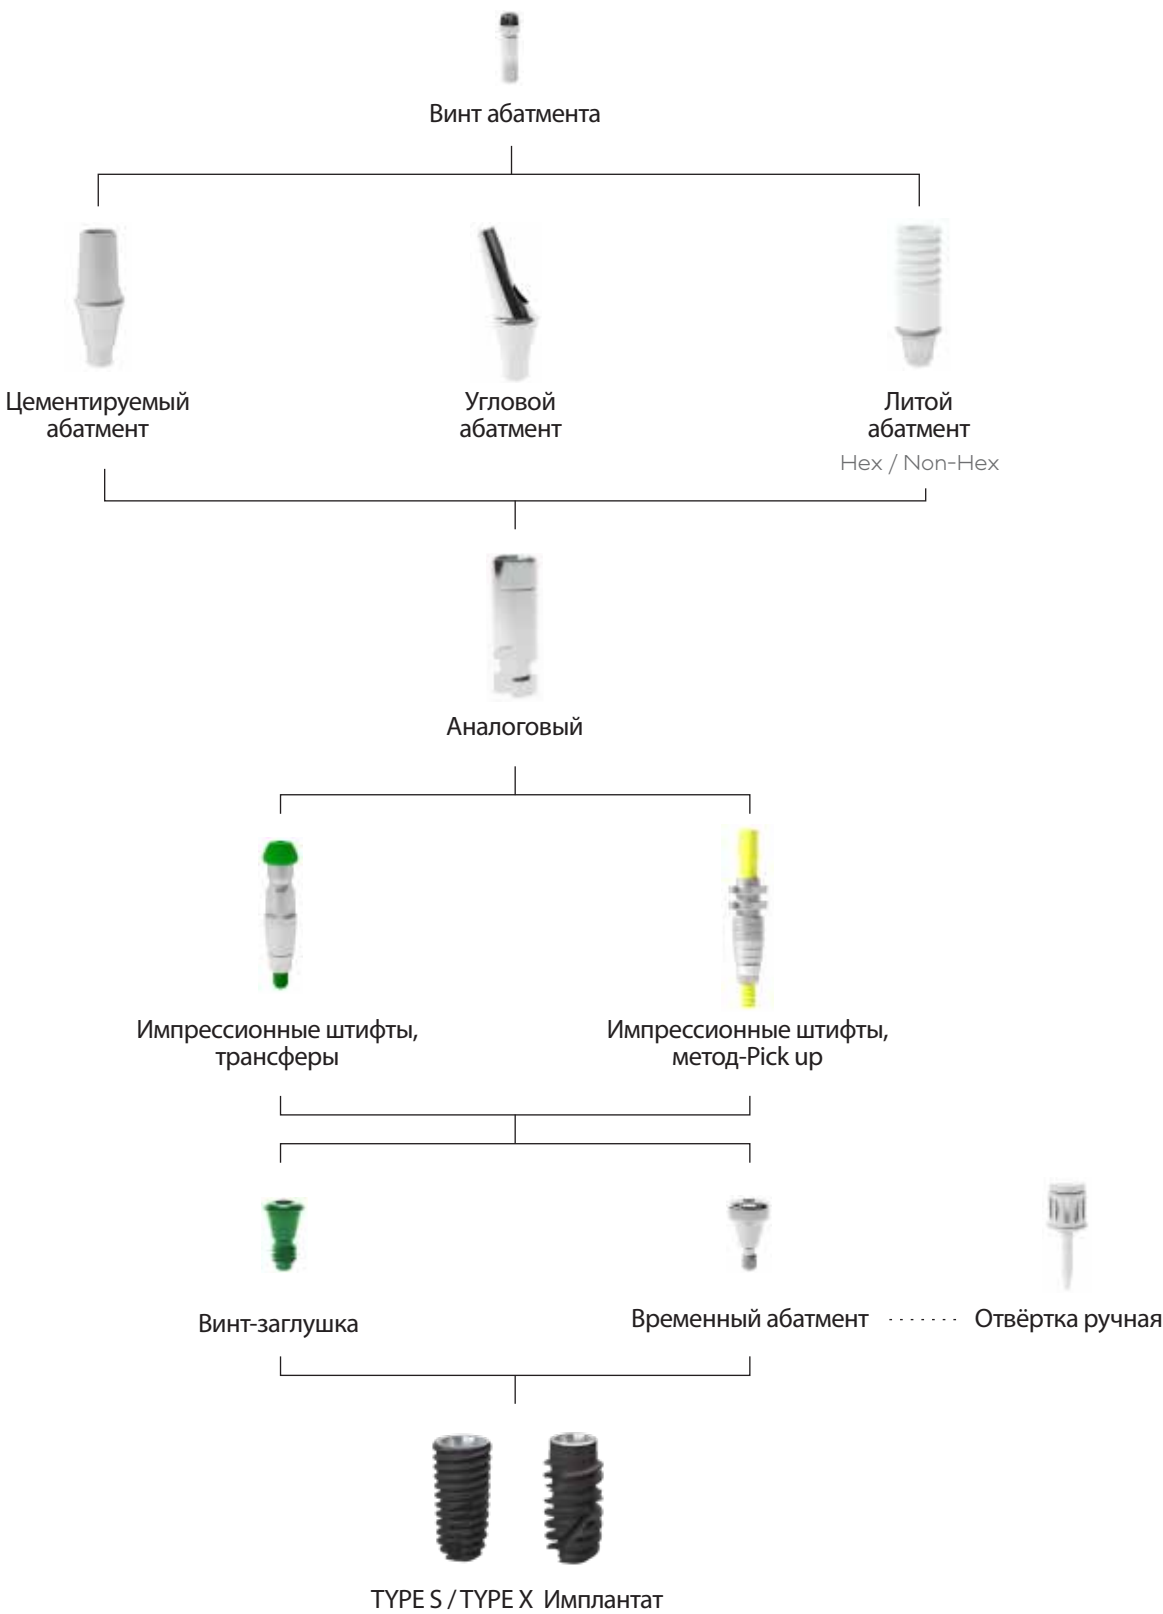 Винт абатмента
Цементируемый
абатмент
Угловой
абатмент
Литой
абатмент
Hex / Non-Hex
Аналоговый
Импрессионные штифты,
трансферы
Импрессионные штифты,
метод-Pick up
Винт-заглушка
Временный абатмент ....... Отвёртка ручная
TYPE S / TYPE X Имплантат